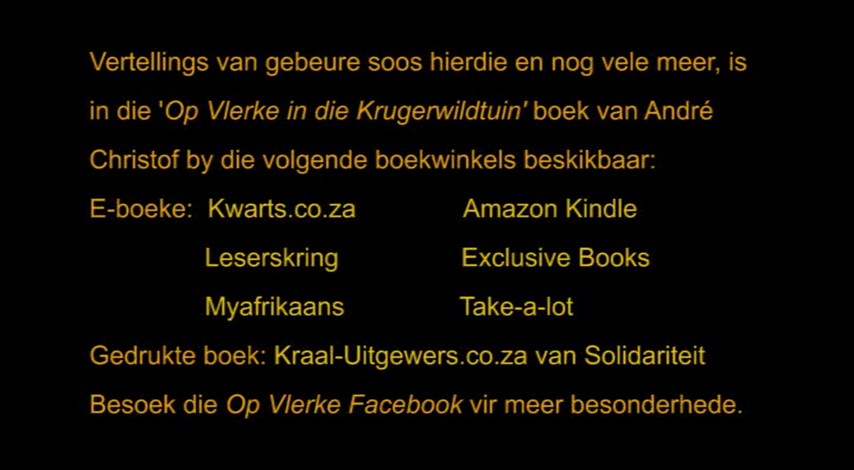 Vertellings van gebeure soos hierdie en nog vele meer, is
in die 'Op Vlerke in die Krugerwildtuin' boek van André
Christof by die volgende boekwinkels beskikbaar:
E-boeke: Kwarts.co.za Amazon Kindle
Leserskring Exclusive Books
Myafrikaans Take-a-lot
Gedrukte boek: Kraal-Uitgewers.co.za van Solidariteit
Besoek die Op Vlerke Facebook vir meer besonderhede.